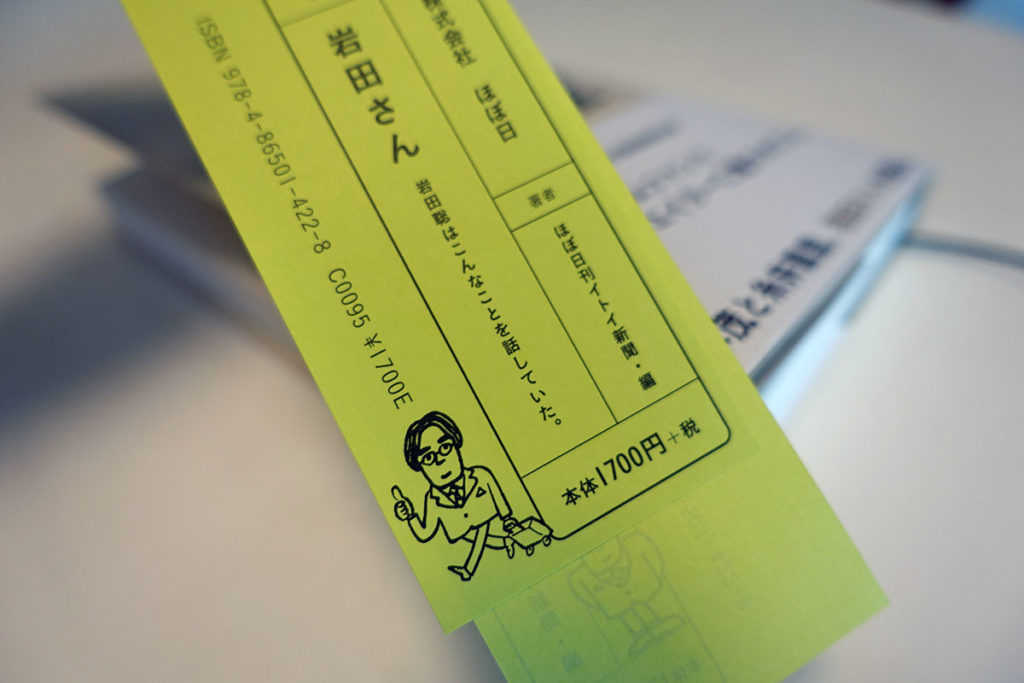 株式会社 ほぼ日
著者
ほぼ日刊イトイ新聞・編
岩田さん
岩田聡はこんなことを話していた。
本体1700円+税
ISBN 978-4-86501-422-8 C0095 ¥1700E